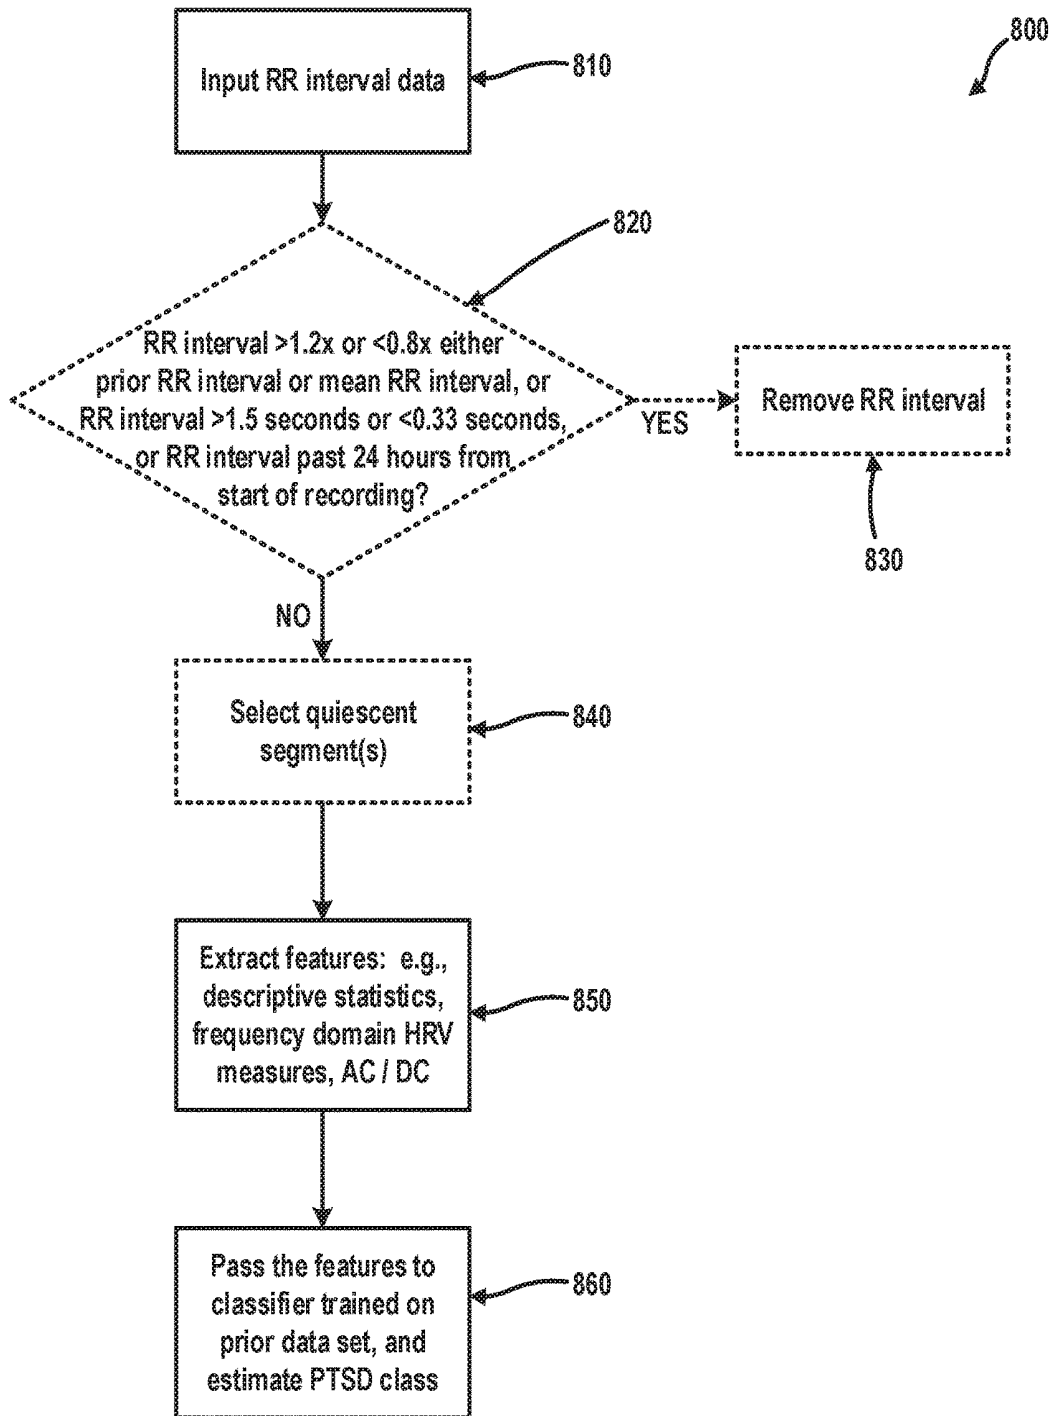 800
Input RR interval data
810
820
RR interval >1.2x or <0.8x either
prior RR interval or mean RR interval, or
RR interval >1.5 seconds or <0.33 seconds,
or RR interval past 24 hours from
start of recording?
YES
Remove RR interval
830
NO
Select quiescent
segment(s)
840
Extract features: e.g.,
descriptive statistics,
frequency domain HRV
measures, AC / DC
850
Pass the features to
classifier trained on
prior data set, and
estimate PTSD class
860